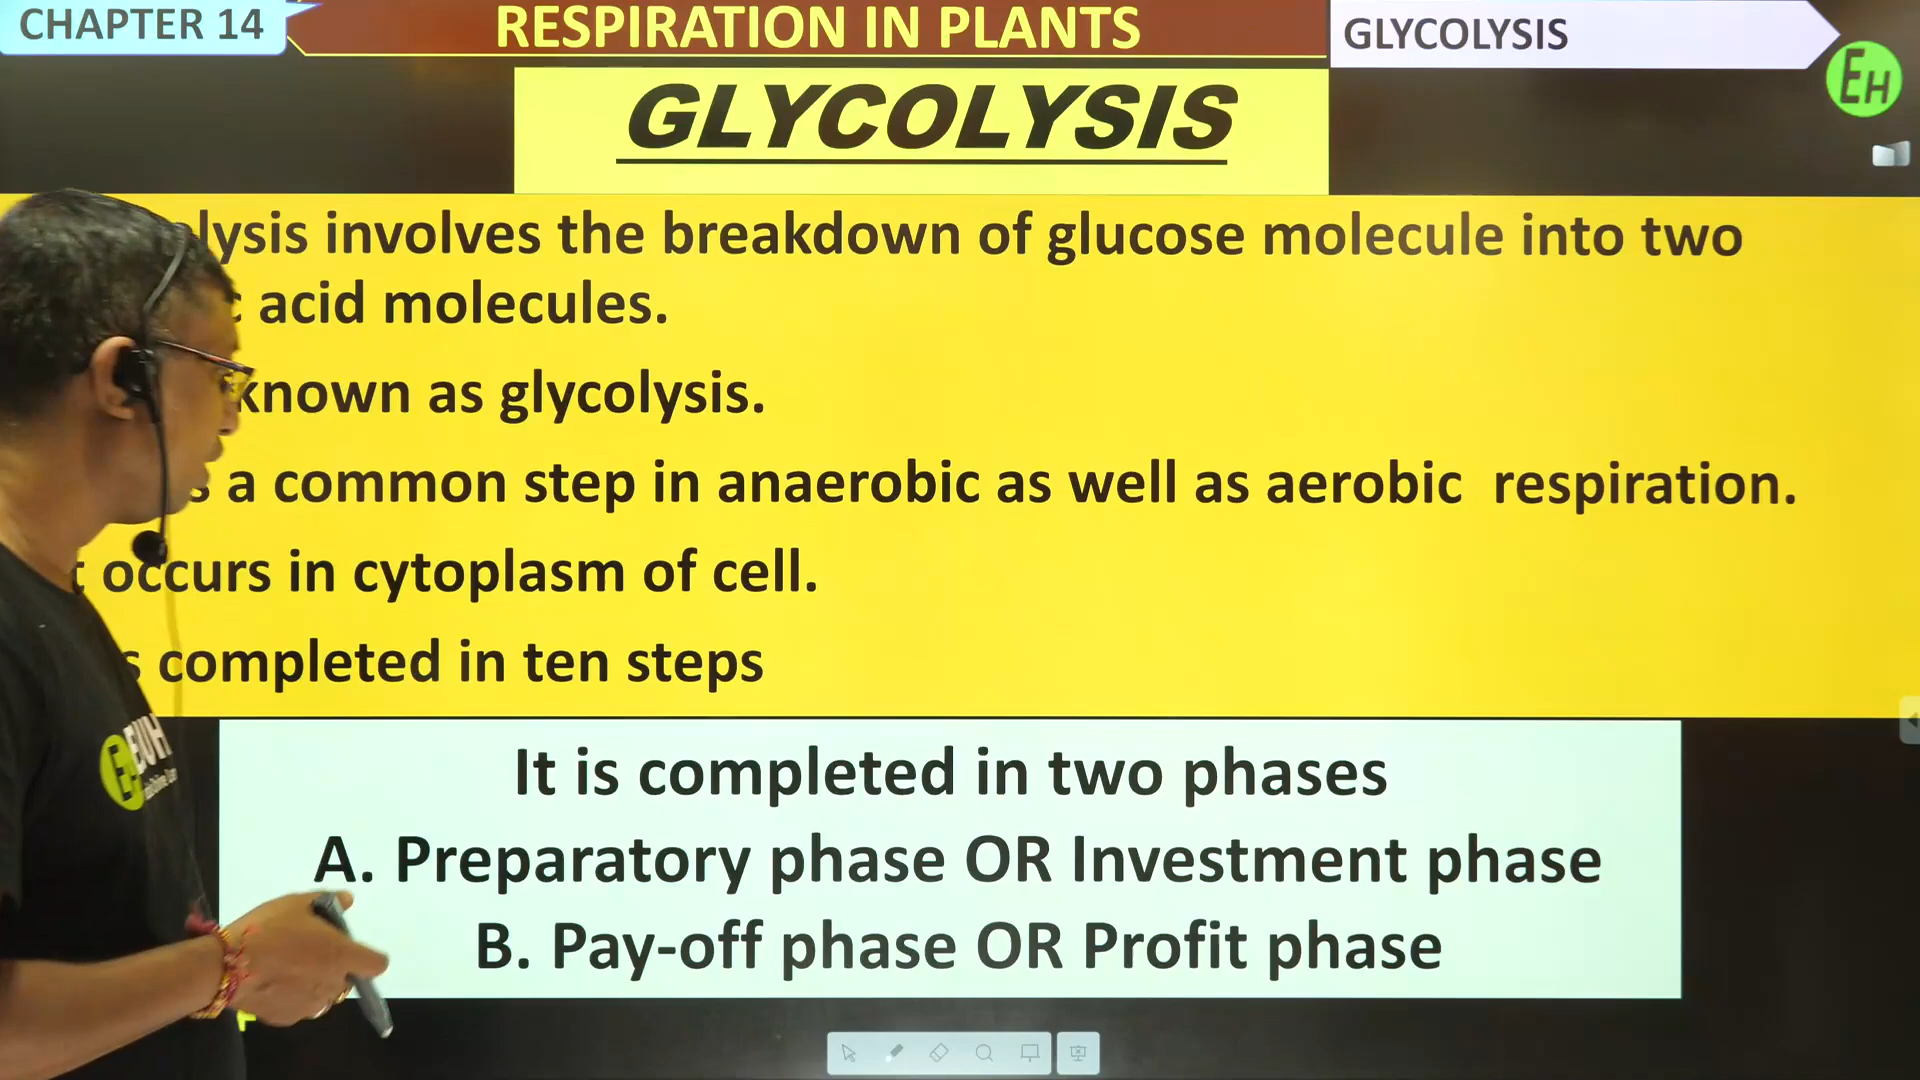 CHAPTER 14
RESPIRATION IN PLANTS
GLYCOLYSIS
EH
GLYCOLYSIS
involves the breakdown of glucose molecule into two
acid molecules.
known as glycolysis.
a common step in anaerobic as well as aerobic respiration.
occurs in cytoplasm of cell.
completed in ten steps
It is completed in two phases
A. Preparatory phase OR Investment phase
B. Pay-off phase OR Profit phase